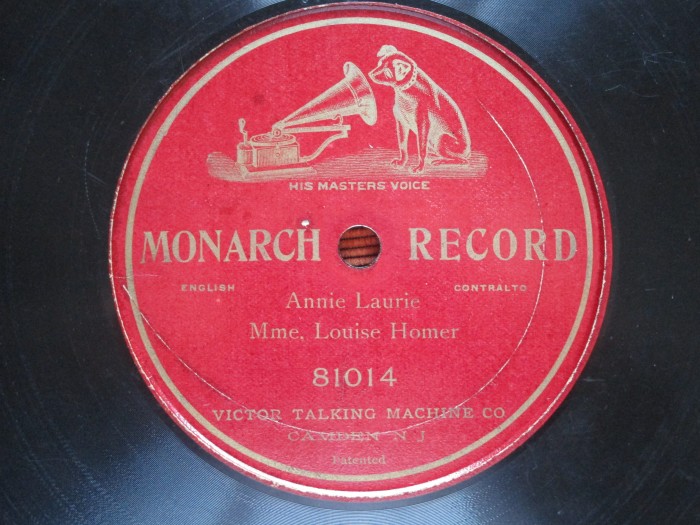 HIS MASTERS VOICE
MONARCH RECORD
ENGLISH CONTRALTO
Annie Laurie
Mme. Louise Homer
81014
VICTOR TALKING MACHINE CO
CAMDEN N J
Patented